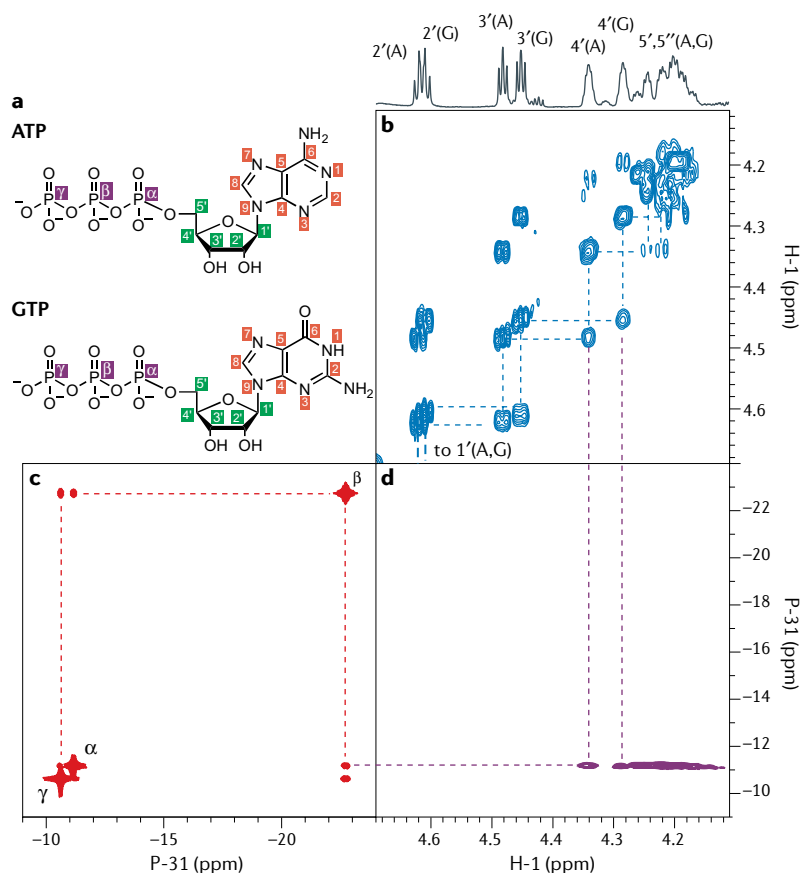 2′(A)
2′(G)
3′(A)
3′(G)
4′(A)
4′(G)
5′,5″(A,G)
a
ATP
NH2
7
N
5
6
N
1
8
9
N
4
N
3
2
O
O
O
γ
β
α
−O
P
O
P
O
P
O
O−
O−
O−
5′
O
4′
3′
2′
1′
OH
OH
GTP
O
7
N
5
6
NH
1
8
9
N
4
N
3
2
NH2
O
O
O
γ
β
α
−O
P
O
P
O
P
O
O−
O−
O−
5′
O
4′
3′
2′
1′
OH
OH
b
4.2
4.3
4.4
4.5
4.6
H-1 (ppm)
to 1′(A,G)
c
β
α
γ
−10
−15
−20
P-31 (ppm)
d
−22
−20
−18
−16
−14
−12
−10
P-31 (ppm)
4.6
4.5
4.4
4.3
4.2
H-1 (ppm)